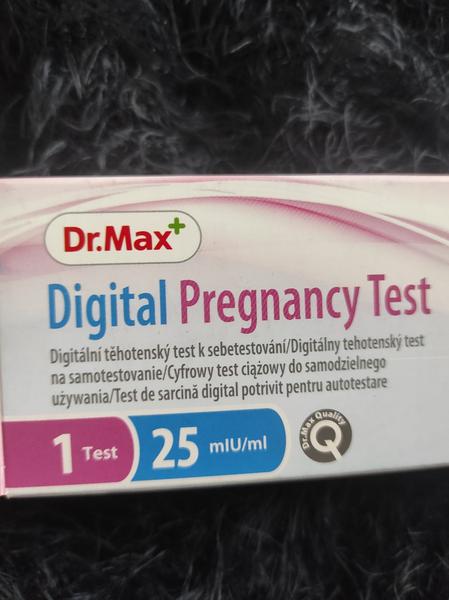 Dr.Max+
Digital Pregnancy Test
Digitální těhotenský test k sebetestování/Digitálny tehotenský test
na samotestovanie/Cyfrowy test ciążowy do samodzielnego
używania/Test de sarcină digital potrivit pentru autotestare
1 Test
25 mIU/ml
Dr.Max Quality
Q